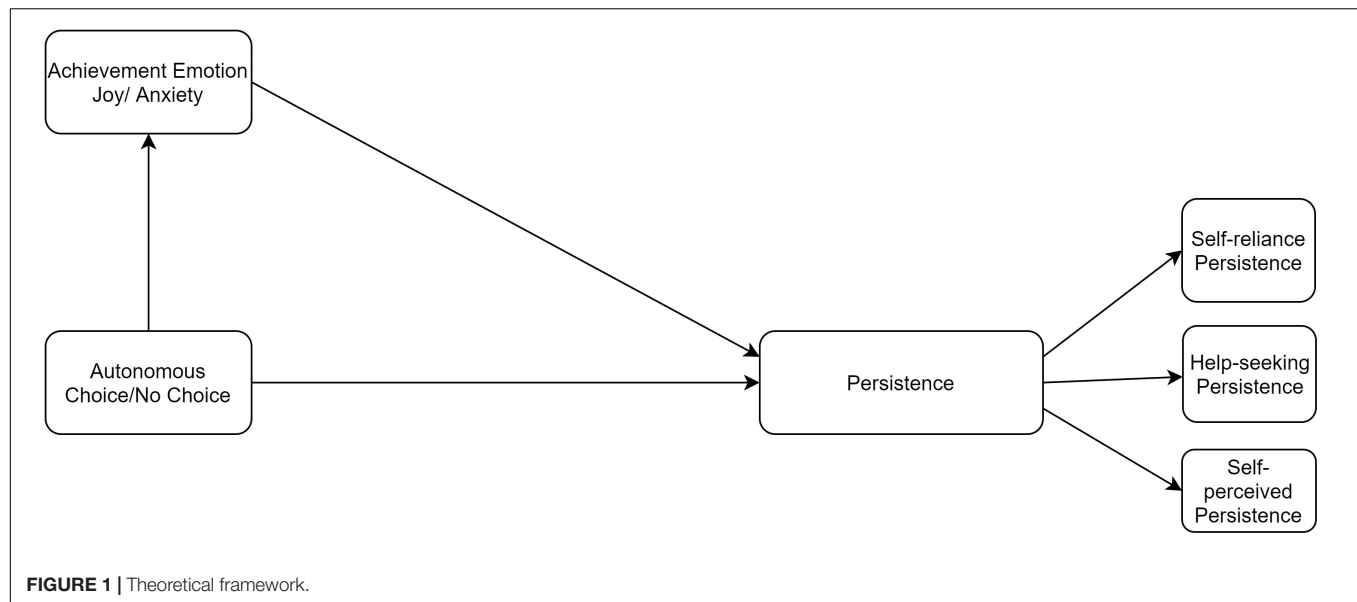 Achievement Emotion
Joy/ Anxiety
Autonomous
Choice/No Choice
Persistence
Self-reliance
Persistence
Help-seeking
Persistence
Self-
perceived
Persistence
FIGURE 1 | Theoretical framework.